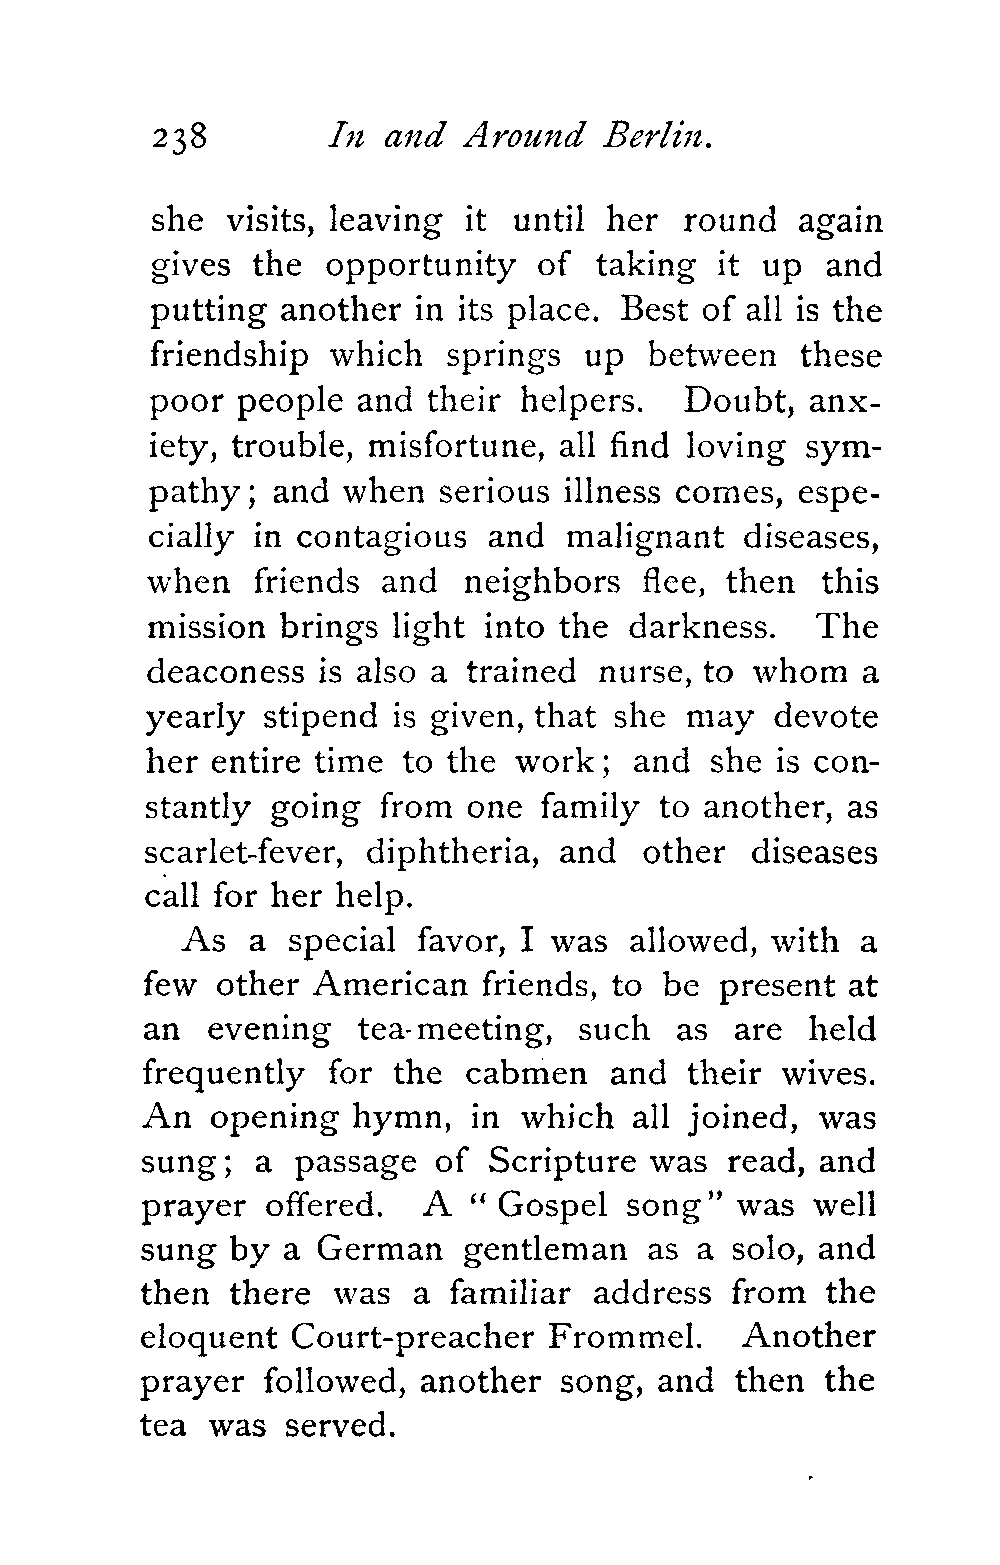 238 In and Around Berlin.
she visits, leaving it until her round again
gives the opportunity of taking it up and
putting another in its place. Best of all is the
friendship which springs up between these
poor people and their helpers. Doubt, anx-
iety, trouble, misfortune, all find loving sym-
pathy; and when serious illness comes, espe-
cially in contagious and malignant diseases,
when friends and neighbors flee, then this
mission brings light into the darkness. The
deaconess is also a trained nurse, to whom a
yearly stipend is given, that she may devote
her entire time to the work; and she is con-
stantly going from one family to another, as
scarlet-fever, diphtheria, and other diseases
call for her help.
As a special favor, I was allowed, with a
few other American friends, to be present at
an evening tea-meeting, such as are held
frequently for the cabmen and their wives.
An opening hymn, in which all joined, was
sung; a passage of Scripture was read, and
prayer offered. A "Gospel song" was well
sung by a German gentleman as a solo, and
then there was a familiar address from the
eloquent Court-preacher Frommel. Another
prayer followed, another song, and then the
tea was served.